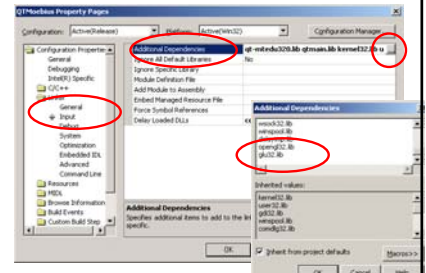 QTMoebius Property Pages
Configuration: Active(Release) Platform: Active(Win32) Configuration Manager
Configuration Properties
General
Debugging
Intel(R) Specific
C/C++
Linker
General
Input
Debug
System
Optimization
Embedded IDL
Advanced
Command Line
Resources
MIDL
Browse Information
Build Events
Custom Build Step
Additional Dependencies qt-mtedu320.lib qtmain.lib kernel32.lib u ...
Ignore All Default Libraries No
Ignore Specific Library
Module Definition File
Add Module to Assembly
Embed Managed Resource File
Force Symbol References
Delay Loaded DLLs
Additional Dependencies
Specifies additional items to add to the link
specific.
OK
Additional Dependencies
wsock32.lib
winspool.lib
opengl32.lib
glu32.lib
Inherited values:
kernel32.lib
user32.lib
gdi32.lib
winspool.lib
comdlg32.lib
Inherit from project defaults Macros>>
OK Cancel Help